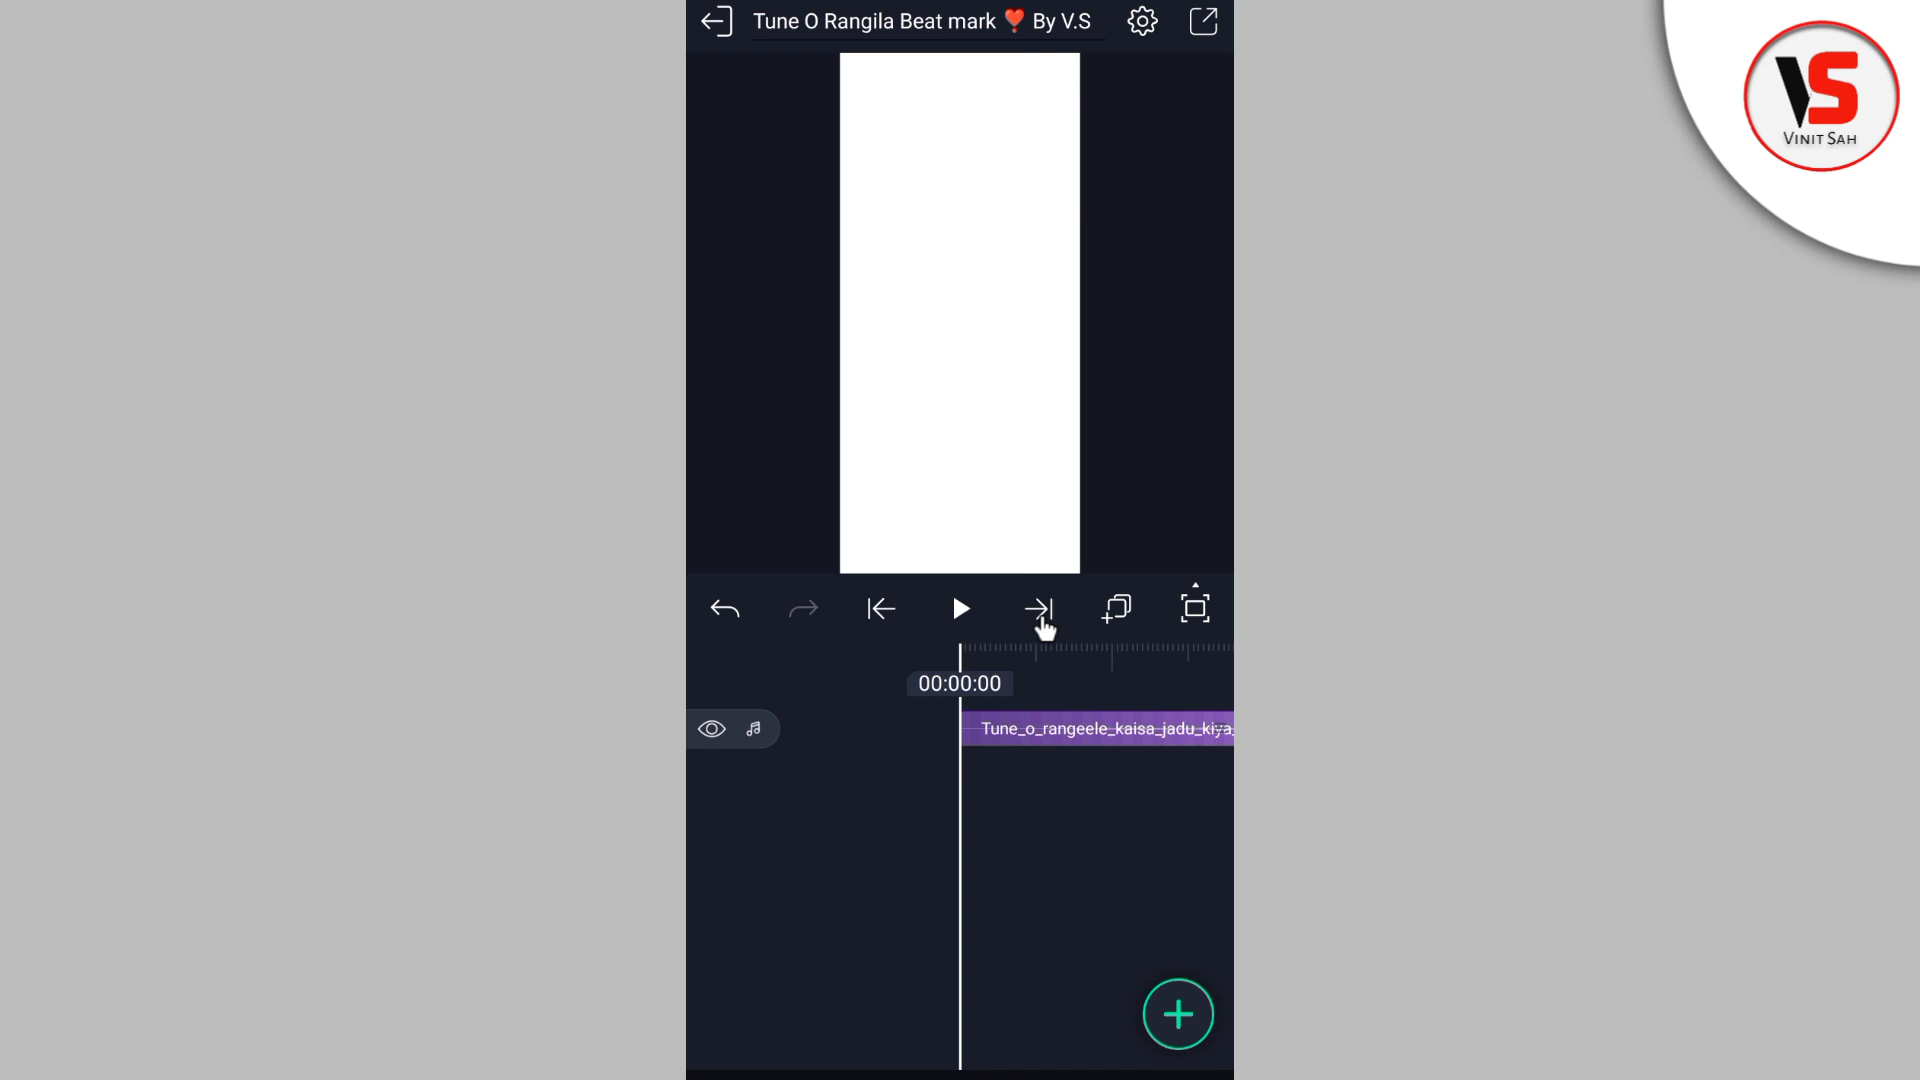 Tune O Rangila Beat mark ❣️ By V.S
VS
VINIT SAH
00:00:00
Tune_o_rangeele_kaisa_jadu_kiya